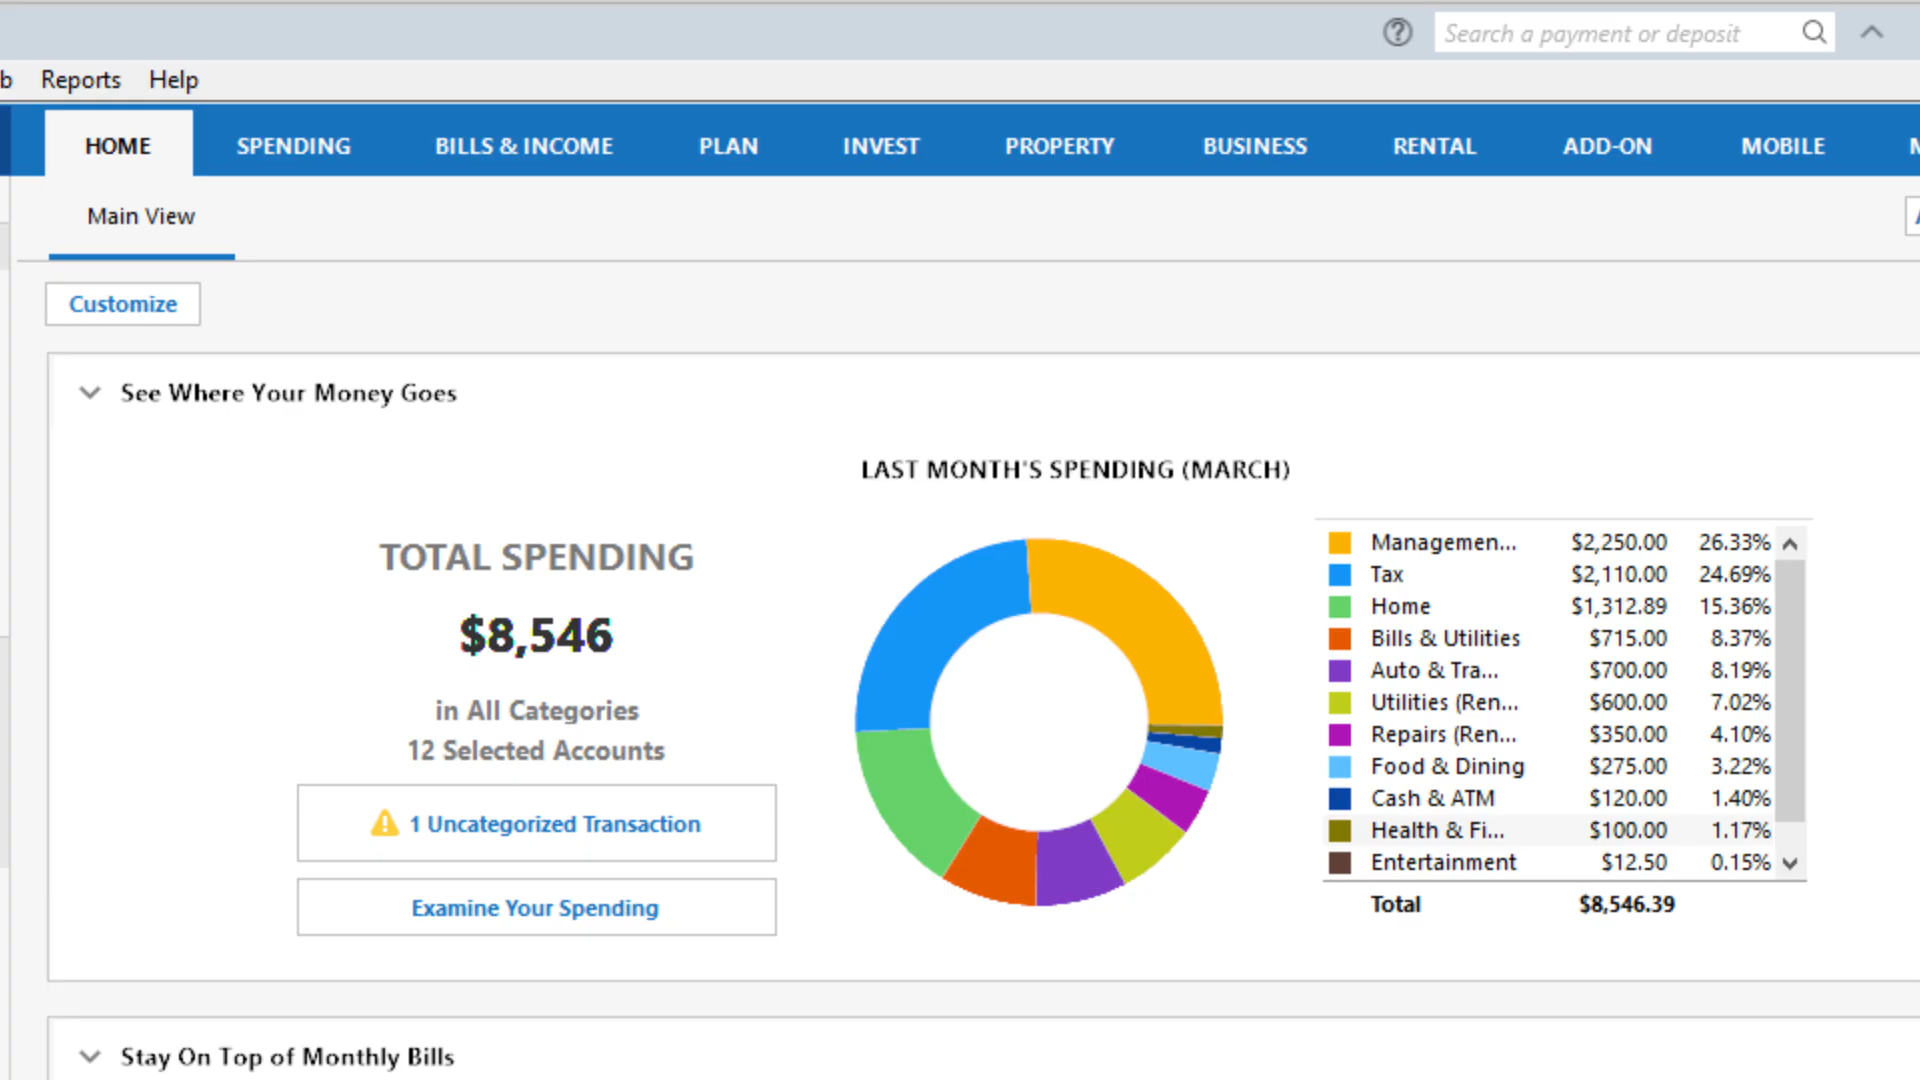 Search a payment or deposit
b Reports Help
HOME SPENDING BILLS & INCOME PLAN INVEST PROPERTY BUSINESS RENTAL ADD-ON MOBILE
Main View
Customize
See Where Your Money Goes
LAST MONTH'S SPENDING (MARCH)
TOTAL SPENDING
$8,546
in All Categories
12 Selected Accounts
1 Uncategorized Transaction
Examine Your Spending
Managemen... $2,250.00 26.33%
Tax $2,110.00 24.69%
Home $1,312.89 15.36%
Bills & Utilities $715.00 8.37%
Auto & Tra... $700.00 8.19%
Utilities (Ren... $600.00 7.02%
Repairs (Ren... $350.00 4.10%
Food & Dining $275.00 3.22%
Cash & ATM $120.00 1.40%
Health & Fi... $100.00 1.17%
Entertainment $12.50 0.15%
Total $8,546.39
Stay On Top of Monthly Bills